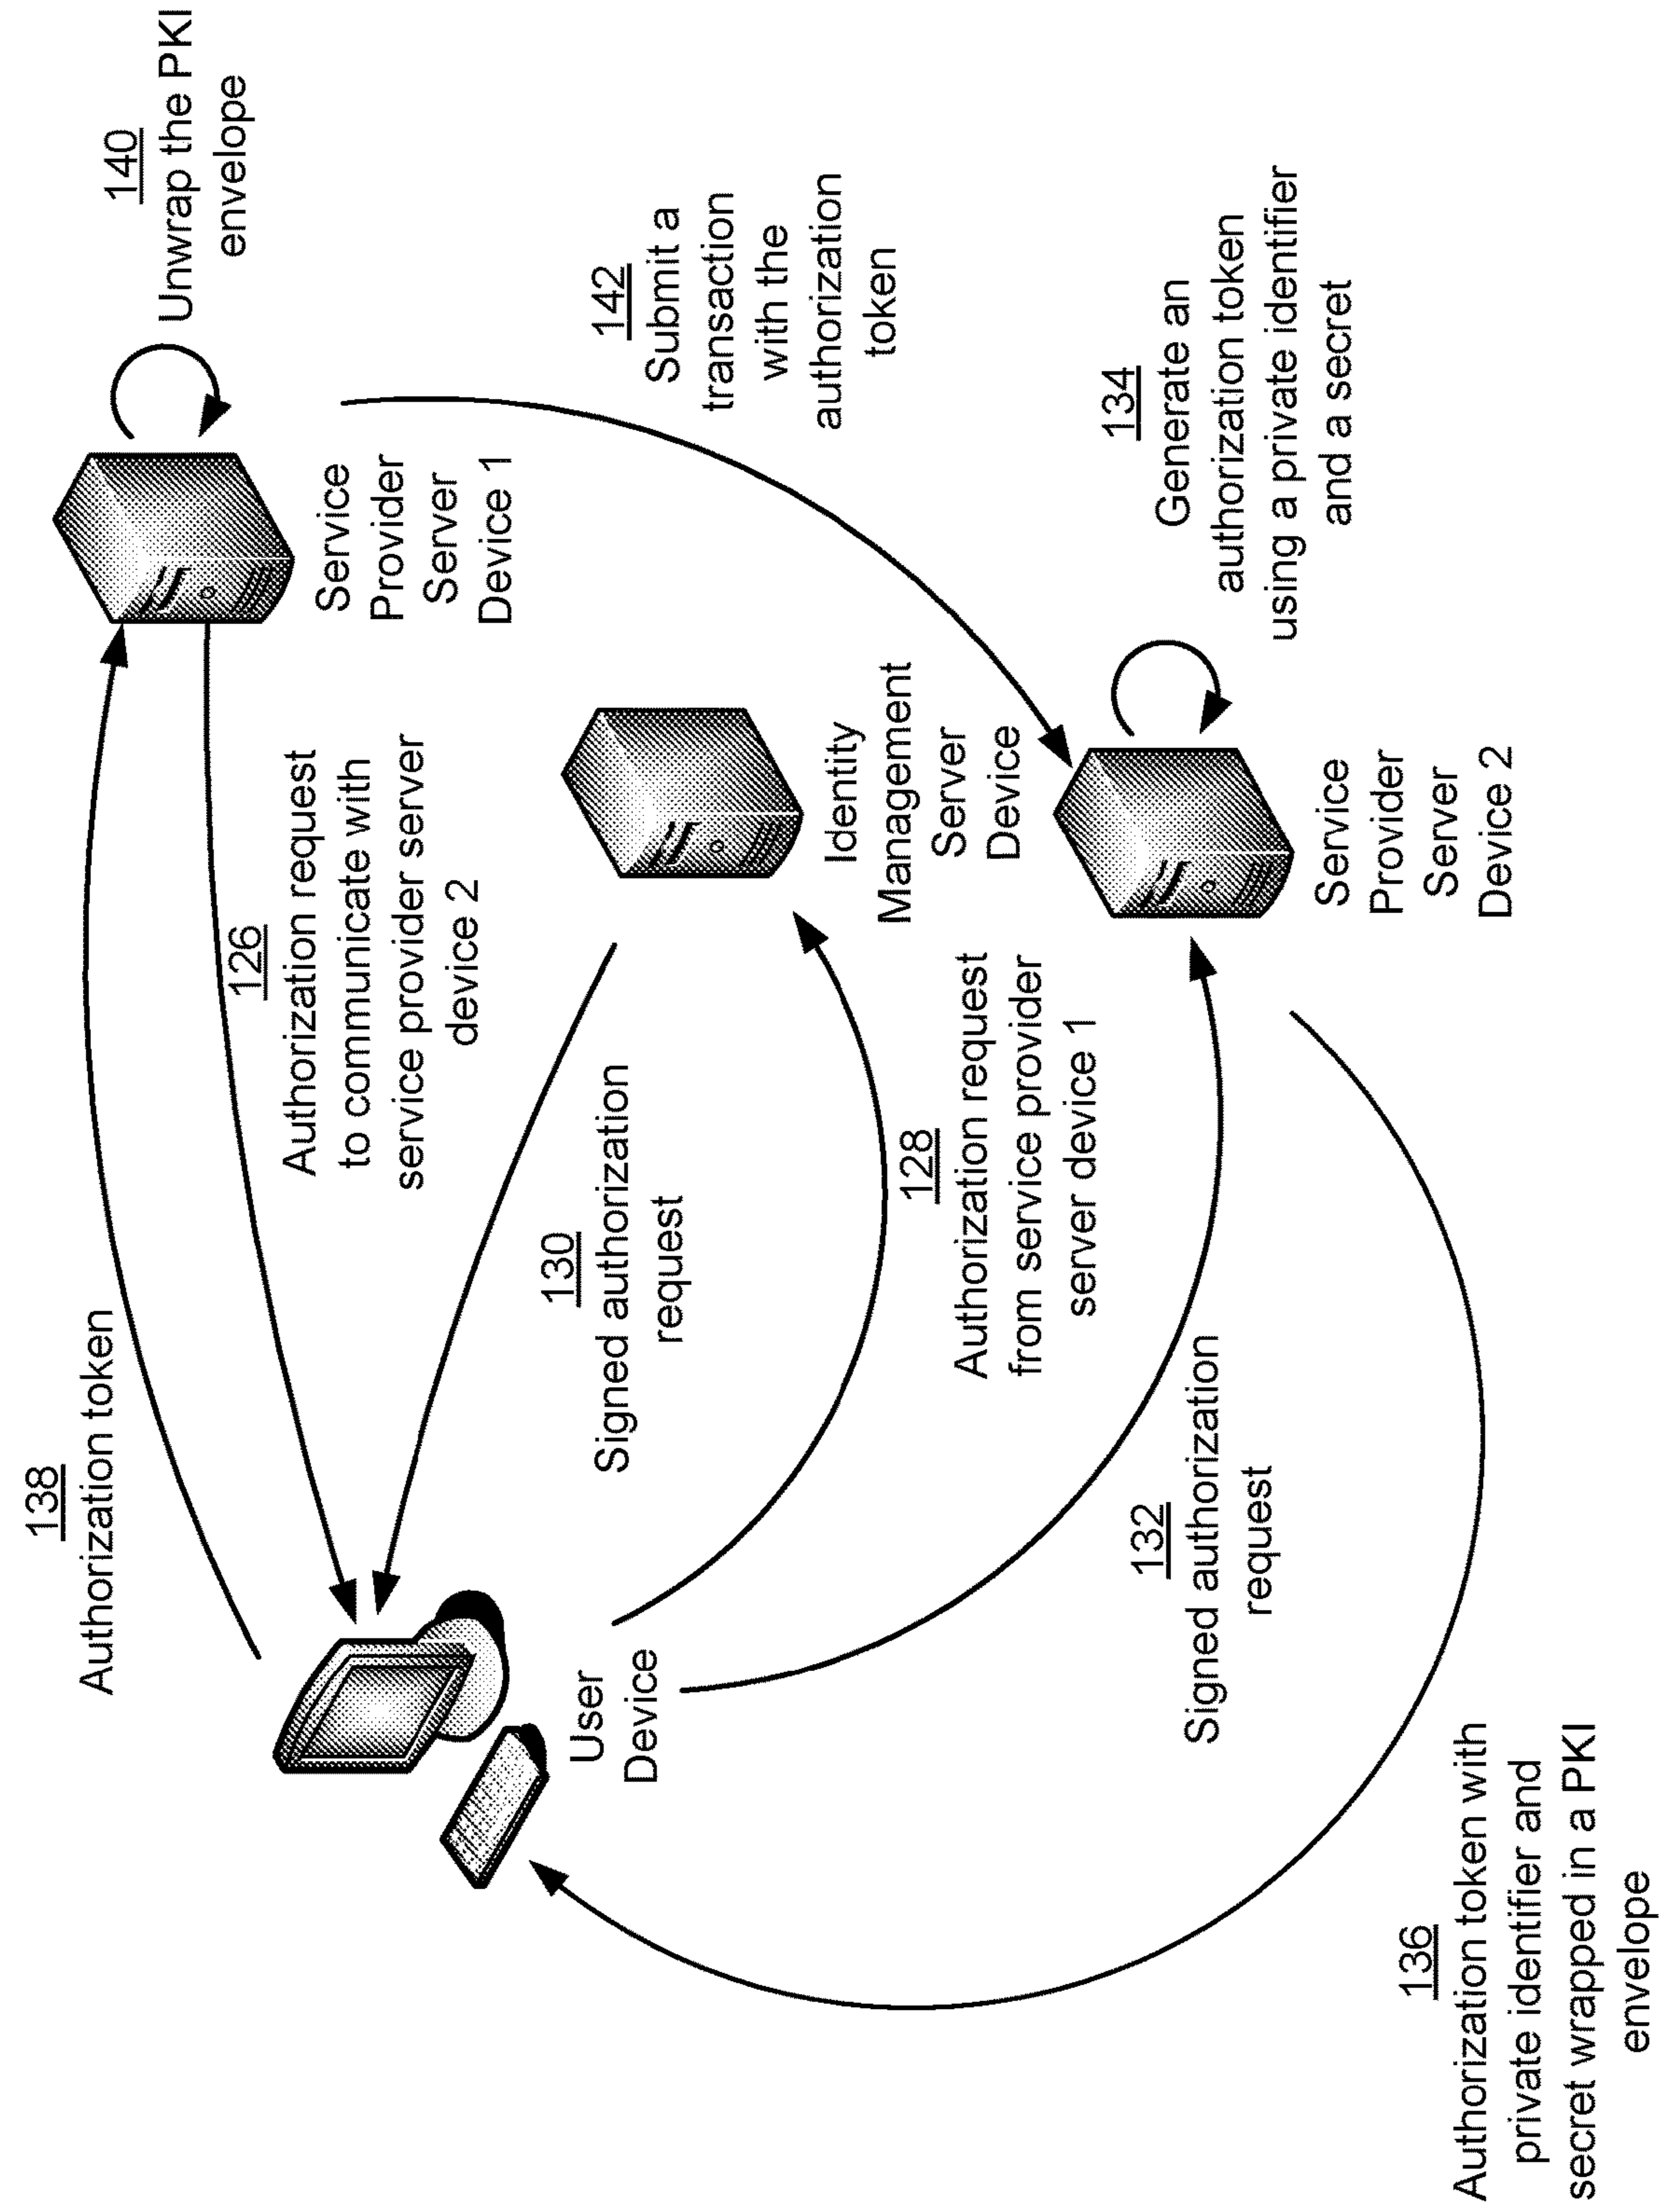 138
Authorization token
126
Authorization request
to communicate with
service provider server
device 2
140
Unwrap the PKI
envelope
Service
Provider
Server
Device 1
142
Submit a
transaction
with the
authorization
token
130
Signed authorization
request
Identity
Management
Server
Device
User
Device
128
Authorization request
from service provider
server device 1
132
Signed authorization
request
134
Generate an
authorization token
using a private identifier
and a secret
Service
Provider
Server
Device 2
136
Authorization token with
private identifier and
secret wrapped in a PKI
envelope